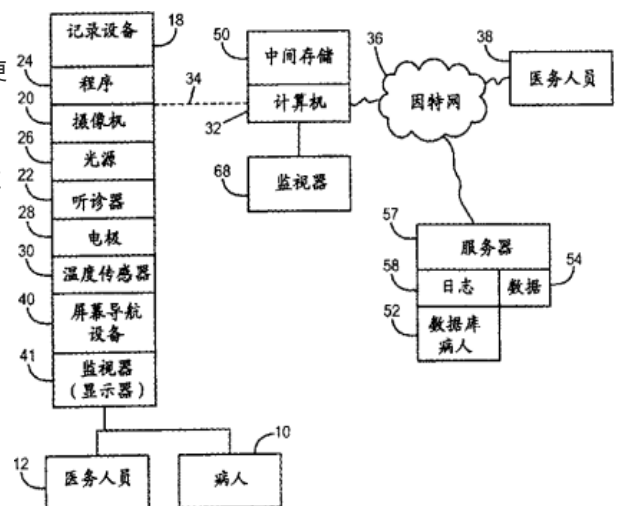 记录设备
18
24
程序
20
摄像机
26
光源
22
听诊器
28
电极
30
温度传感器
40
屏幕导航
设备
41
监视器
(显示器)
12
医务人员
10
病人
34
50
中间存储
计算机
32
68
监视器
36
因特网
38
医务人员
57
服务器
58
日志
数据
54
52
数据库
病人